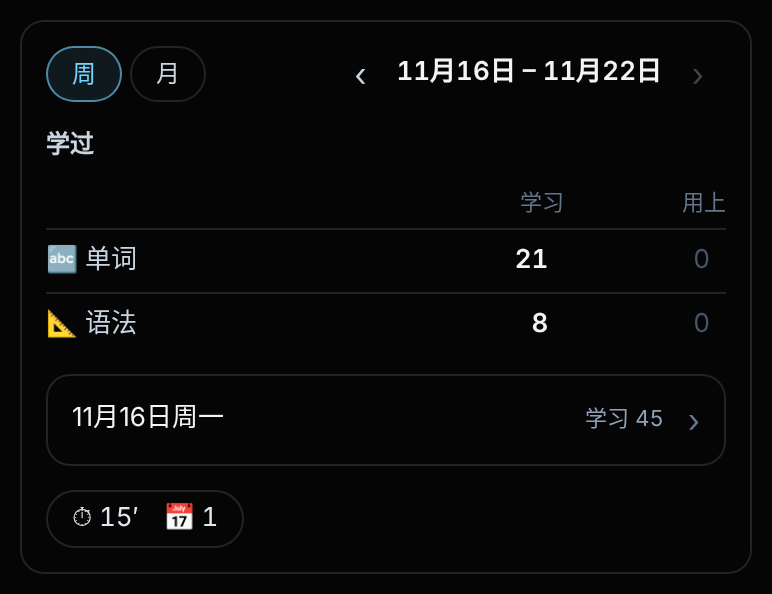 周 月 ‹ 11月16日 – 11月22日 ›
学过
学习 用上
🔤 单词 21 0
📐 语法 8 0
11月16日周一 学习 45 ›
⏱ 15′ 📅 1